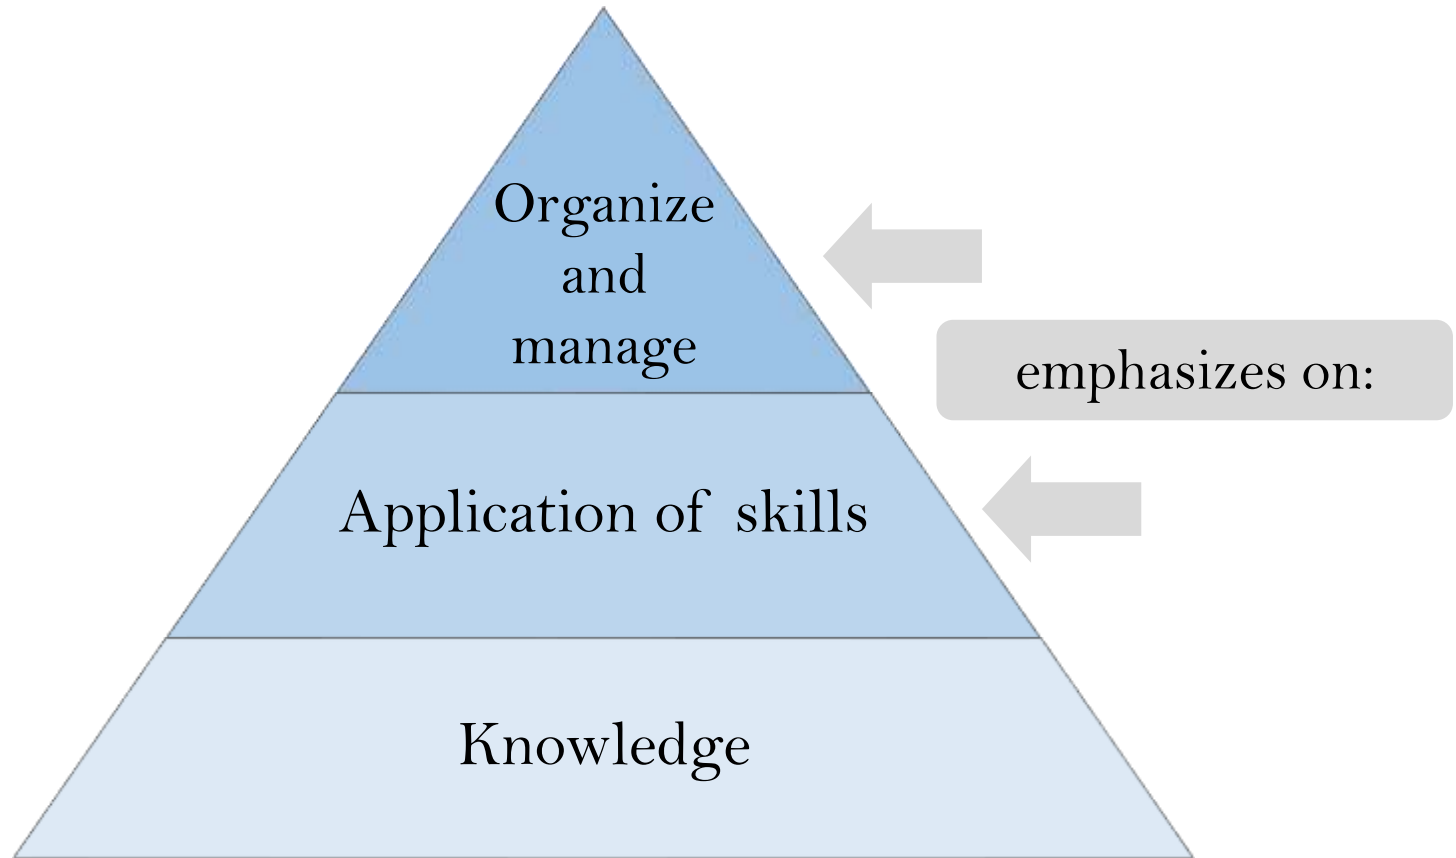 Organize
and
manage
emphasizes on:
Application of skills
Knowledge